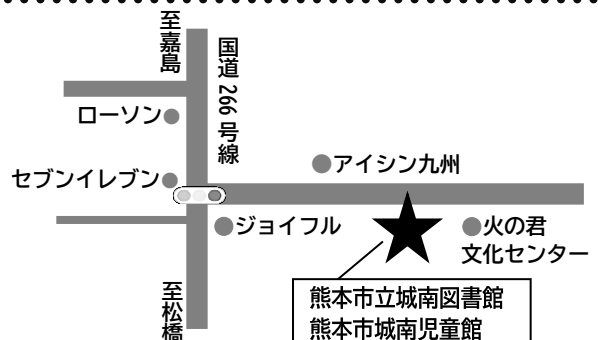 至嘉島
国道266号線
ローソン
アイシン九州
セブンイレブン
ジョイフル
火の君
文化センター
至松橋
熊本市立城南図書館
熊本市城南児童館